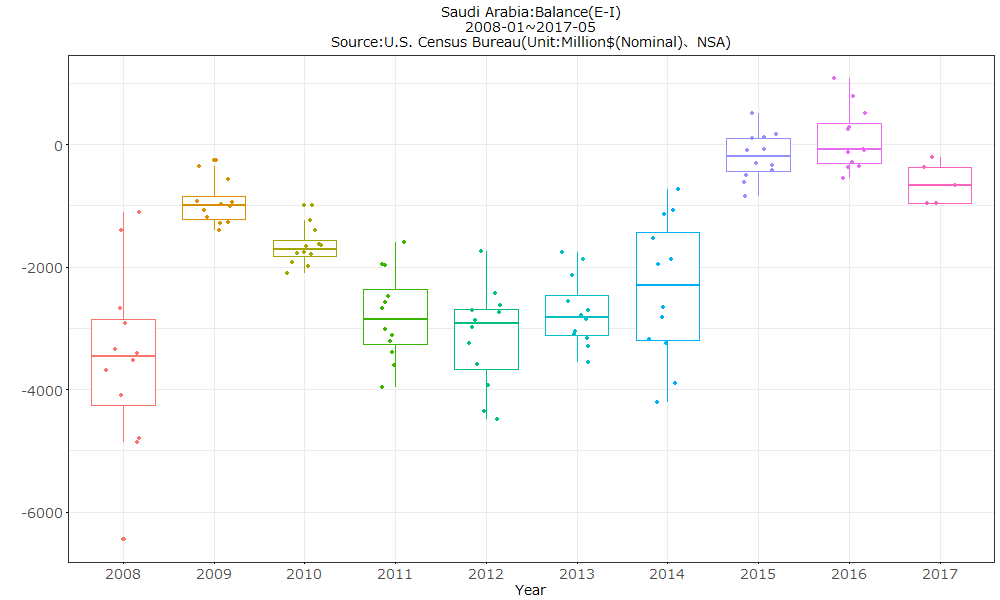 Saudi Arabia:Balance(E-I)
2008-01~2017-05
Source:U.S. Census Bureau(Unit:Million$(Nominal)、NSA)
0
-2000
-4000
-6000
2008 2009 2010 2011 2012 2013 2014 2015 2016 2017
Year